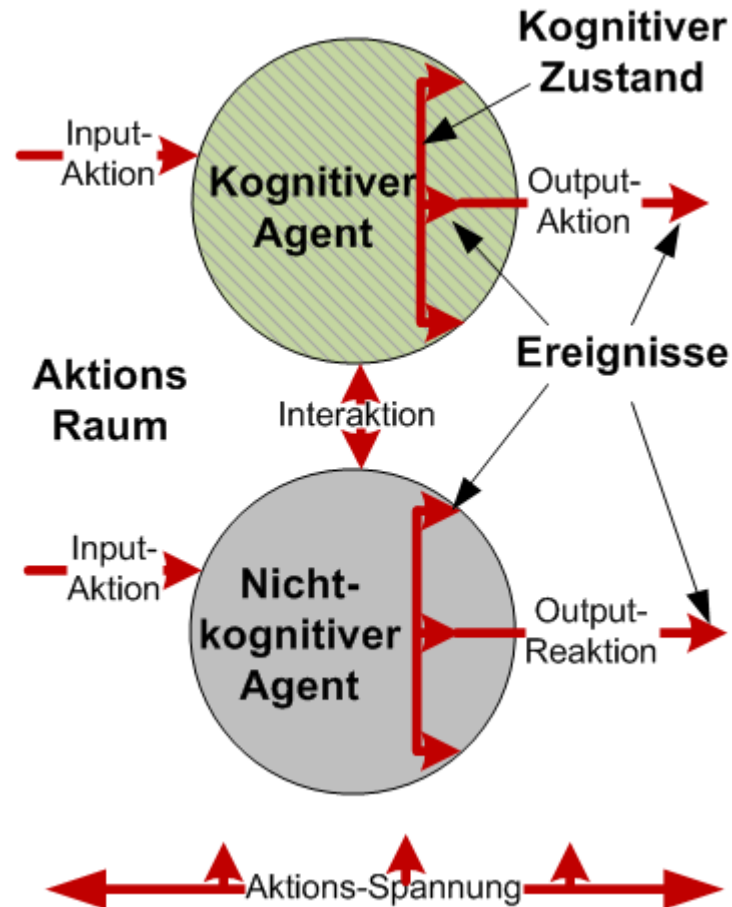 Kognitiver
Zustand
Input-
Aktion
Kognitiver
Agent
Output-
Aktion
Ereignisse
Aktions
Raum
Interaktion
Input-
Aktion
Nicht-
kognitiver
Agent
Output-
Reaktion
Aktions-Spannung